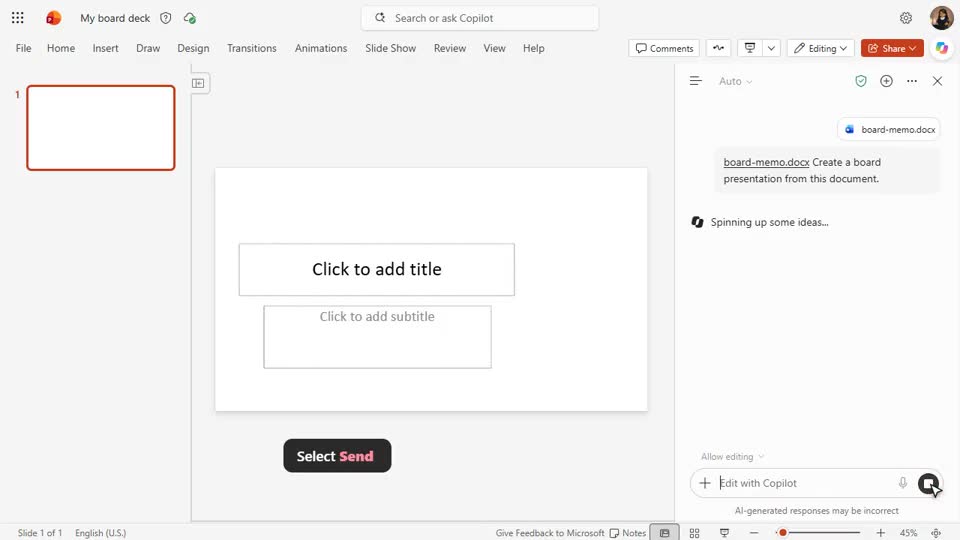 My board deck
Search or ask Copilot
File
Home
Insert
Draw
Design
Transitions
Animations
Slide Show
Review
View
Help
Comments
Editing
Share
1
Auto
board-memo.docx
board-memo.docx Create a board
presentation from this document.
Spinning up some ideas...
Click to add title
Click to add subtitle
Select Send
Allow editing
Edit with Copilot
AI-generated responses may be incorrect
Slide 1 of 1
English (U.S.)
Give Feedback to Microsoft
Notes
45%